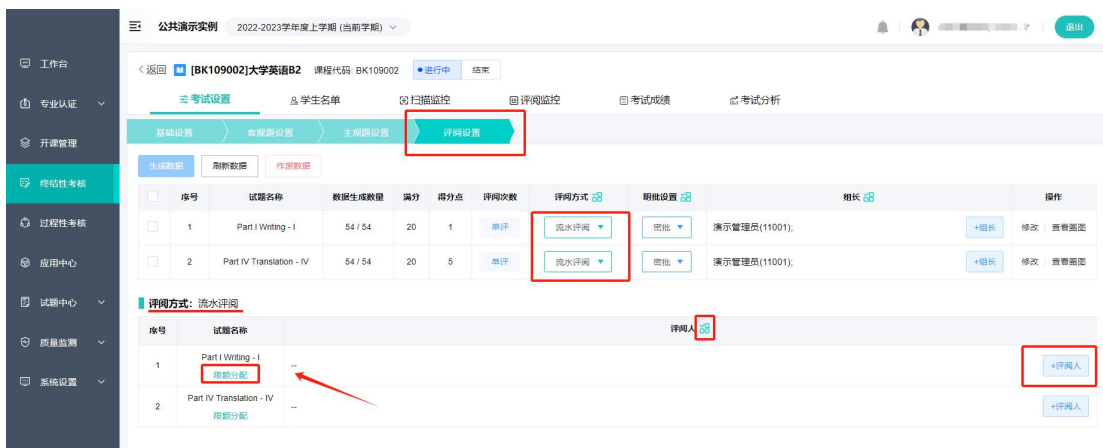 公共演示实例 2022-2023学年度上学期 (当前学期) 退出
工作台
专业认证
开课管理
终结性考核
过程性考核
应用中心
试题中心
质量监测
系统设置
返回 [BK109002]大学英语B2 课程代码: BK109002 进行中 结束
考试设置 学生名单 扫描监控 评阅监控 考试成绩 考试分析
基础设置 客观题设置 主观题设置 评阅设置
生成数据 刷新数据 作废数据
序号 试题名称 数据生成数量 满分 得分点 评阅次数 评阅方式 明批设置 组长 操作
1 Part I Writing - I 54 / 54 20 1 单评 流水评阅 密批 演示管理员(11001); +组长 修改 查看圈图
2 Part IV Translation - IV 54 / 54 20 5 单评 流水评阅 密批 演示管理员(11001); +组长 修改 查看圈图
评阅方式: 流水评阅
序号 试题名称 评阅人
1 Part I Writing - I -- +评阅人
限额分配
2 Part IV Translation - IV -- +评阅人
限额分配